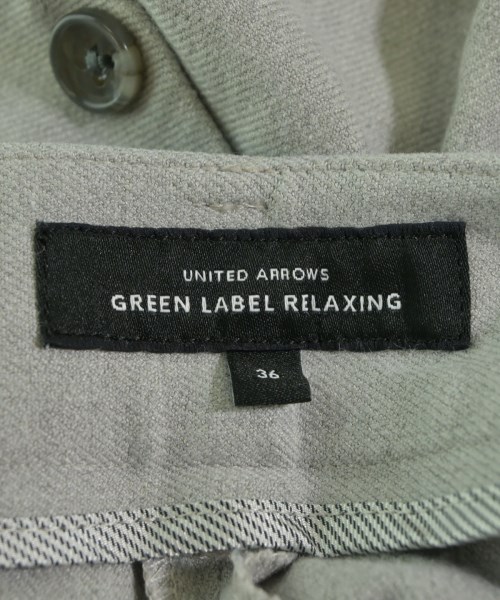 UNITED ARROWS
GREEN LABEL RELAXING
36